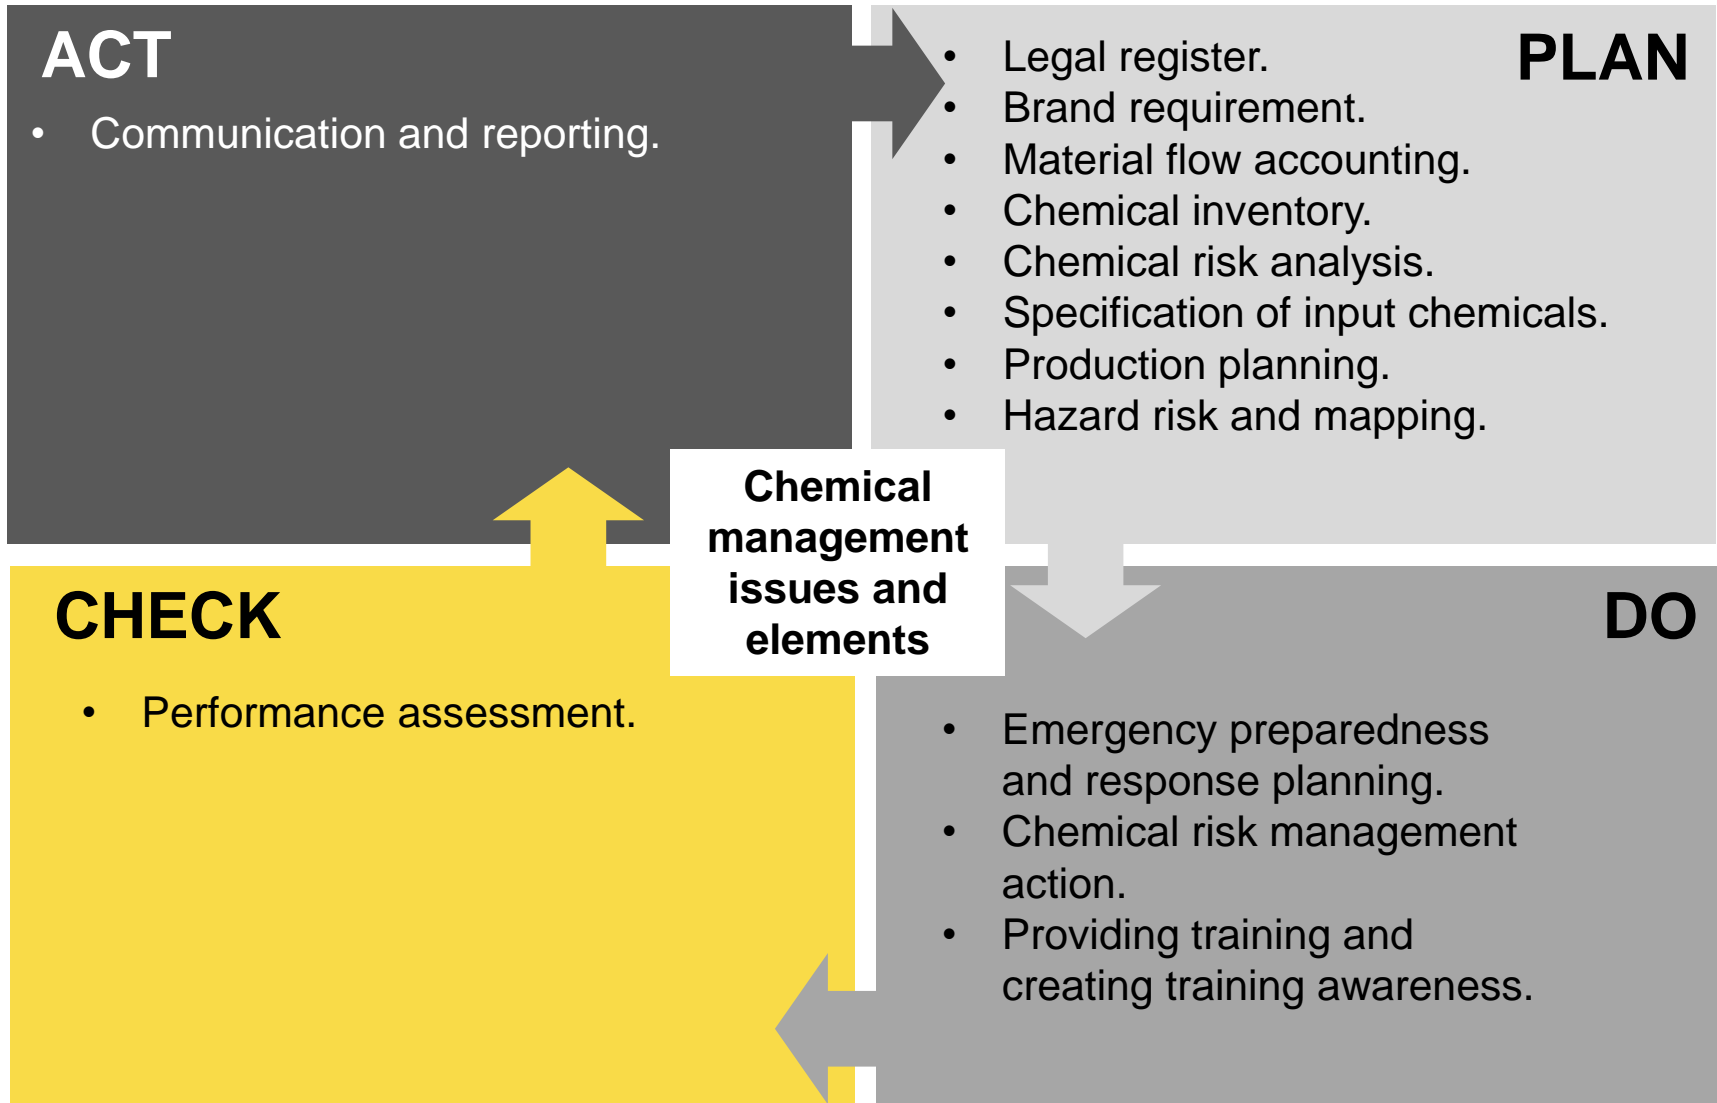 ACT
• Communication and reporting.
PLAN
• Legal register.
• Brand requirement.
• Material flow accounting.
• Chemical inventory.
• Chemical risk analysis.
• Specification of input chemicals.
• Production planning.
• Hazard risk and mapping.
Chemical
management
issues and
elements
CHECK
• Performance assessment.
DO
• Emergency preparedness
and response planning.
• Chemical risk management
action.
• Providing training and
creating training awareness.